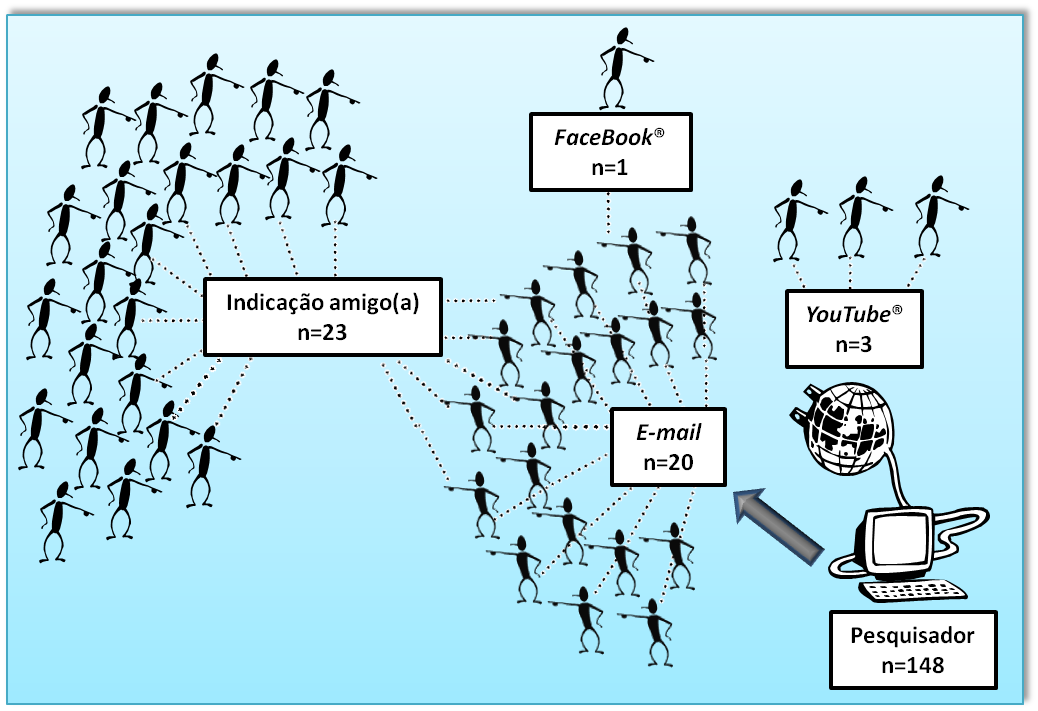 FaceBook®
n=1
Indicação amigo(a)
n=23
YouTube®
n=3
E-mail
n=20
Pesquisador
n=148